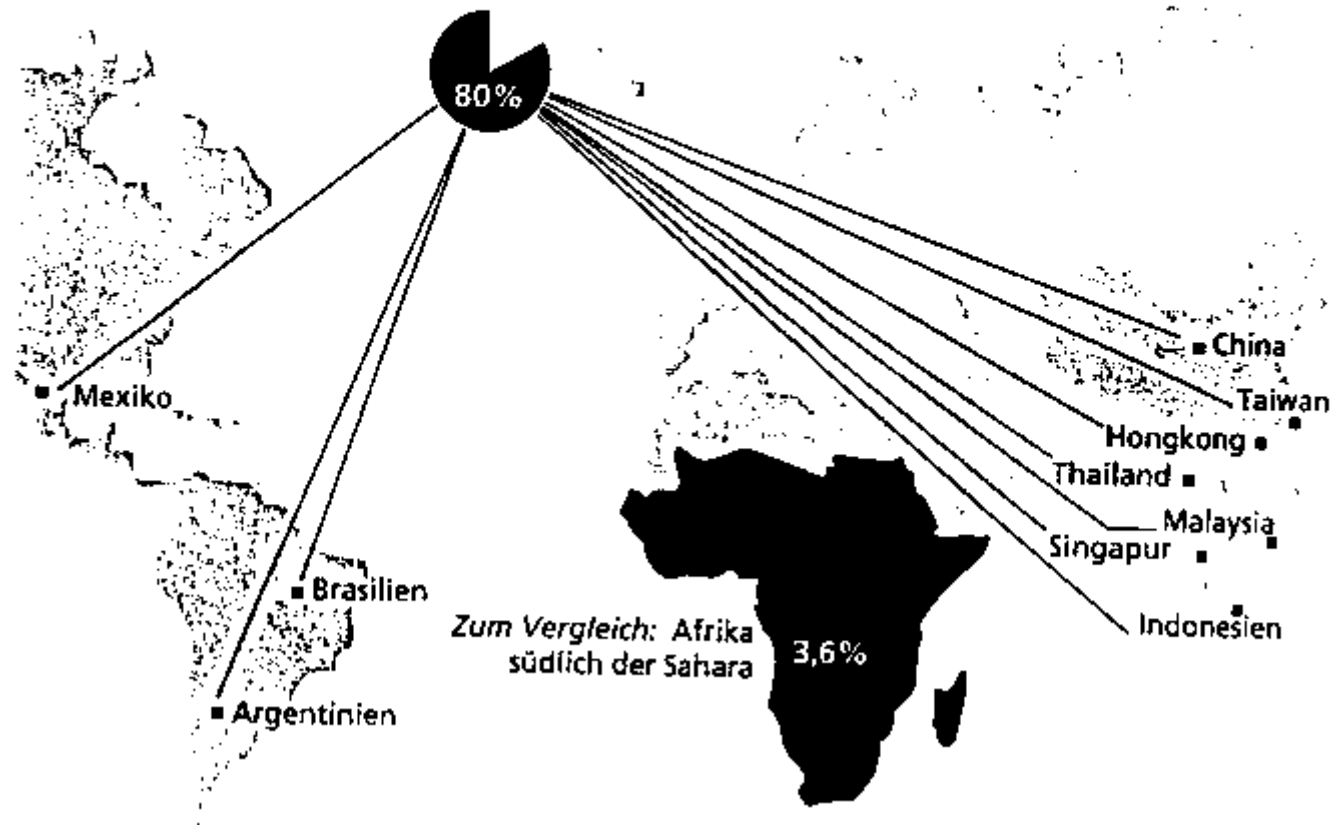 80%
China
Taiwan
Mexiko
Hongkong
Thailand
Malaysia
Singapur
Brasilien
Indonesien
Zum Vergleich: Afrika
südlich der Sahara
3,6%
Argentinien